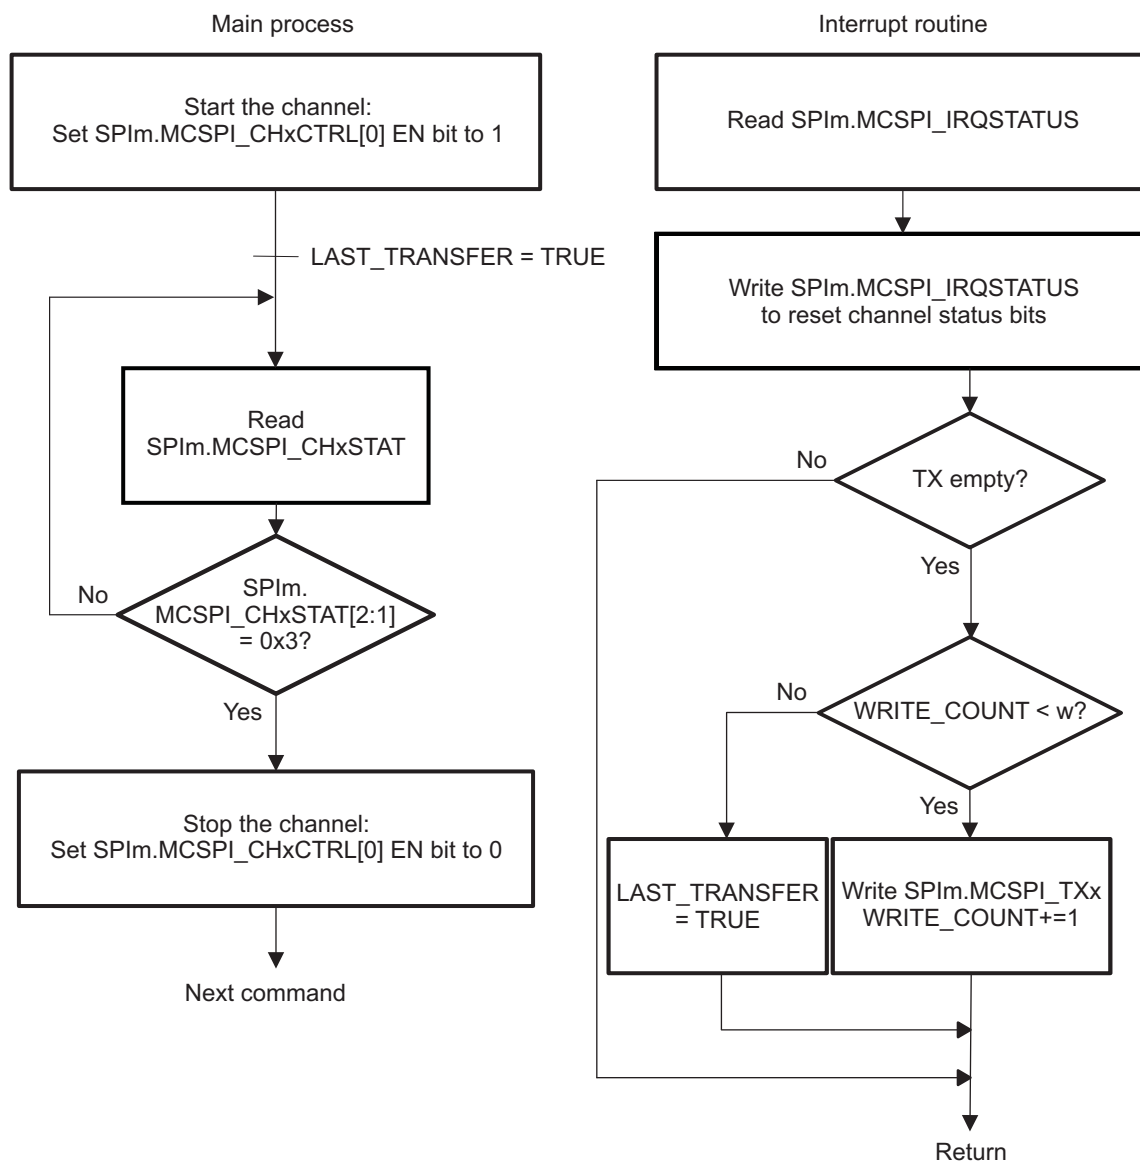 Main process
Start the channel:
Set SPIm.MCSPI_CHxCTRL[0] EN bit to 1
LAST_TRANSFER = TRUE
Read
SPIm.MCSPI_CHxSTAT
SPIm.
MCSPI_CHxSTAT[2:1]
= 0x3?
No
Yes
Stop the channel:
Set SPIm.MCSPI_CHxCTRL[0] EN bit to 0
Next command
Interrupt routine
Read SPIm.MCSPI_IRQSTATUS
Write SPIm.MCSPI_IRQSTATUS
to reset channel status bits
TX empty?
No
Yes
WRITE_COUNT < w?
No
Yes
LAST_TRANSFER
= TRUE
Write SPIm.MCSPI_TXx
WRITE_COUNT+=1
Return